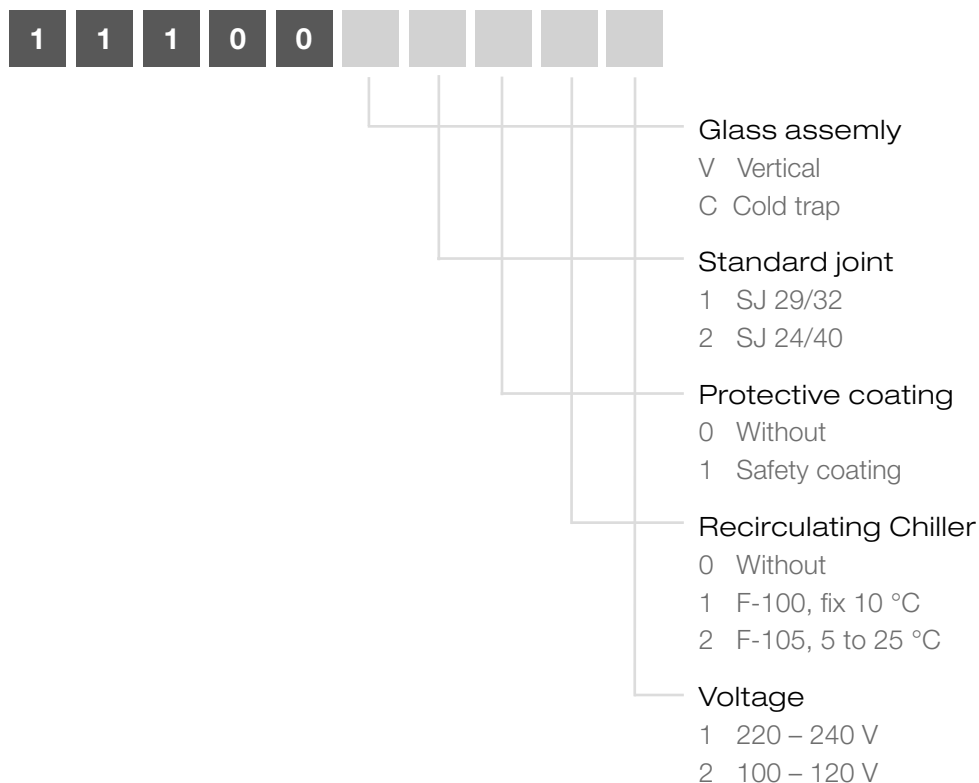 1 1 1 0 0
Glass assemly
V Vertical
C Cold trap
Standard joint
1 SJ 29/32
2 SJ 24/40
Protective coating
0 Without
1 Safety coating
Recirculating Chiller
0 Without
1 F-100, fix 10 °C
2 F-105, 5 to 25 °C
Voltage
1 220 – 240 V
2 100 – 120 V